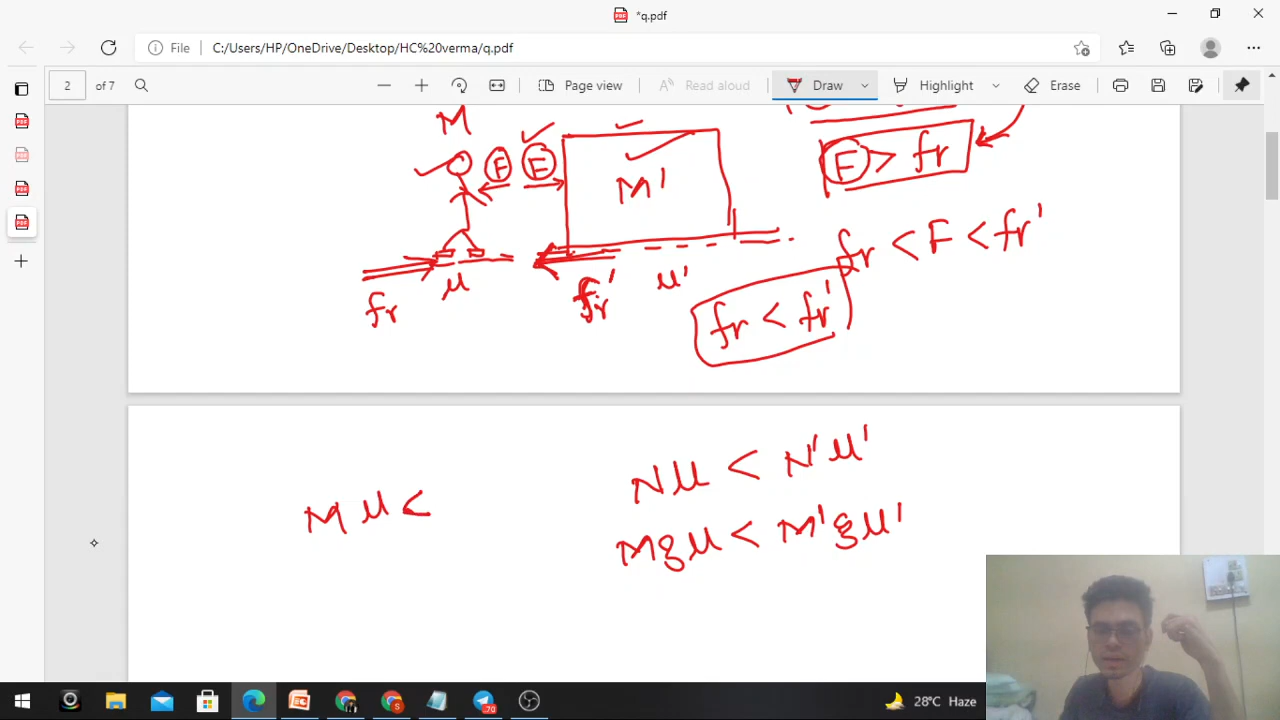 *q.pdf
File C:/Users/HP/OneDrive/Desktop/HC%20verma/q.pdf
2 of 7 Page view Read aloud Draw Highlight Erase
M
F F M' F > fr
fr < F < fr'
fr μ fr' μ' fr < fr'
Nμ < N'μ'
Mμ <
Mgμ < M'gμ'
28°C Haze